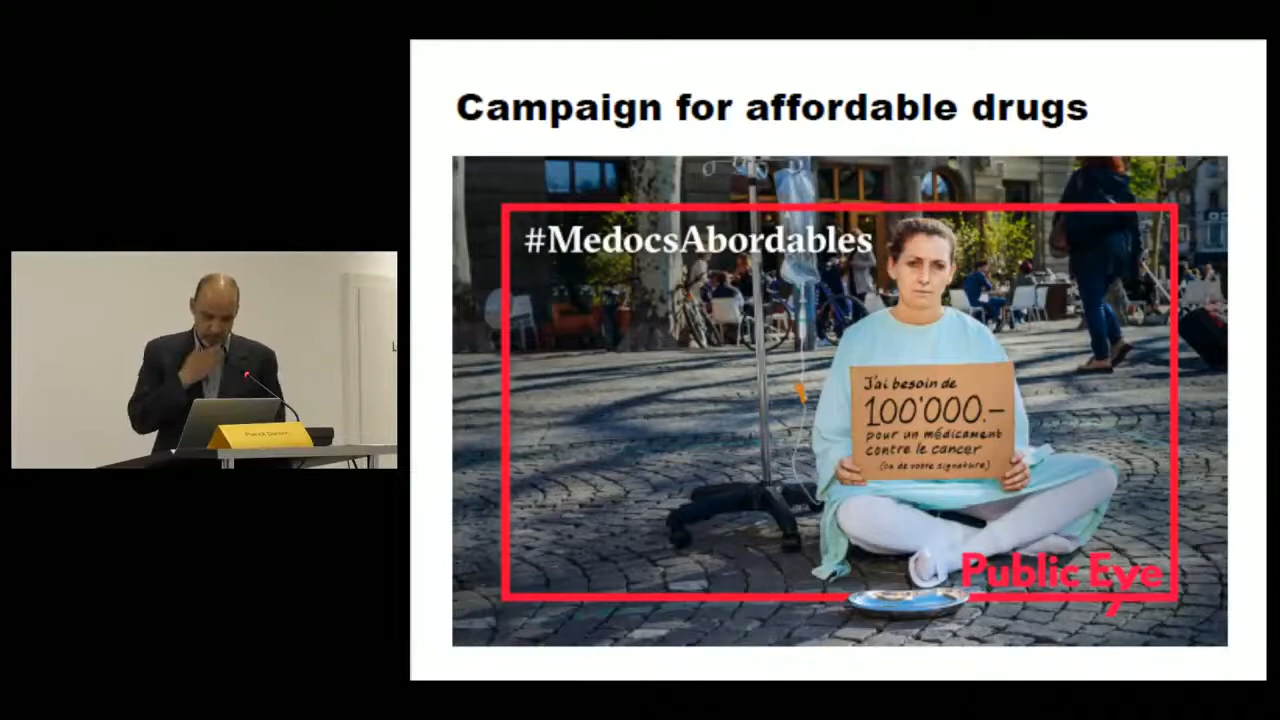 Campaign for affordable drugs
#MedocsAbordables
J'ai besoin de
100'000.–
pour un médicament
contre le cancer
(ou de votre signature)
Public Eye
Patrick